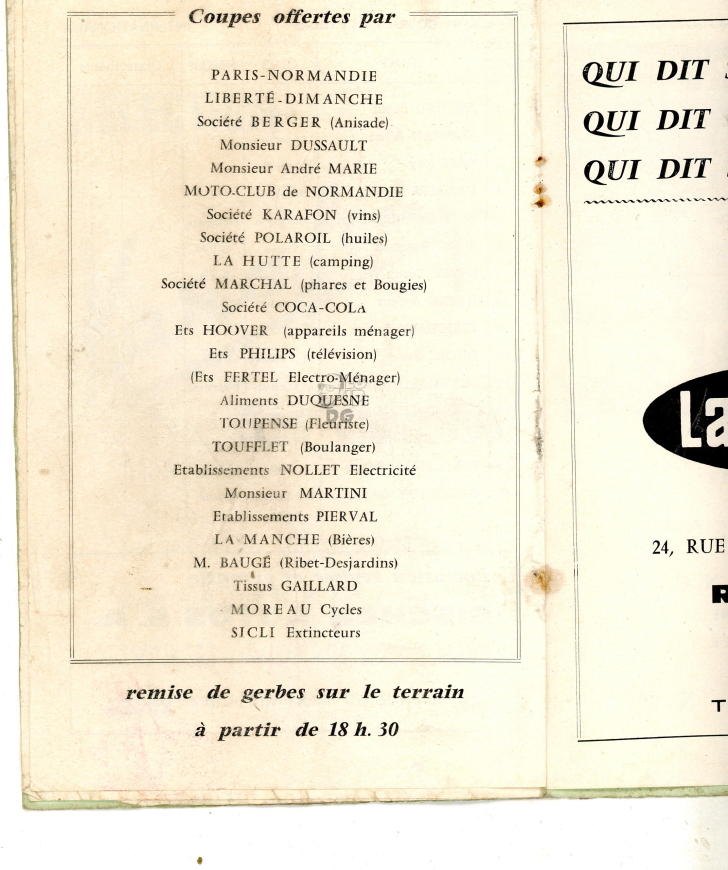 Coupes offertes par
PARIS-NORMANDIE
LIBERTÉ-DIMANCHE
Société BERGER (Anisade)
Monsieur DUSSAULT
Monsieur André MARIE
MOTO-CLUB de NORMANDIE
Société KARAFON (vins)
Société POLAROIL (huiles)
LA HUTTE (camping)
Société MARCHAL (phares et Bougies)
Société COCA-COLA
Ets HOOVER (appareils ménager)
Ets PHILIPS (télévision)
(Ets FERTEL Electro-Ménager)
Aliments DUQUESNE
TOUPENSE (Fleuriste)
TOUFFLET (Boulanger)
Etablissements NOLLET Electricité
Monsieur MARTINI
Etablissements PIERVAL
LA MANCHE (Bières)
M. BAUGÉ (Ribet-Desjardins)
Tissus GAILLARD
MOREAU Cycles
SICLI Extincteurs
remise de gerbes sur le terrain
à partir de 18 h. 30
DG
QUI DIT
QUI DIT
QUI DIT
La
24, RUE
R
T